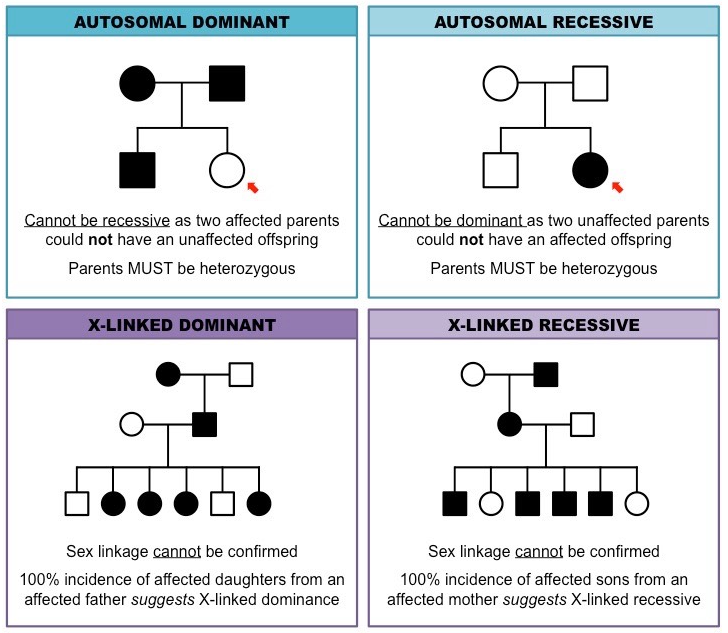 AUTOSOMAL DOMINANT
Cannot be recessive as two affected parents
could not have an unaffected offspring
Parents MUST be heterozygous
AUTOSOMAL RECESSIVE
Cannot be dominant as two unaffected parents
could not have an affected offspring
Parents MUST be heterozygous
X-LINKED DOMINANT
Sex linkage cannot be confirmed
100% incidence of affected daughters from an
affected father suggests X-linked dominance
X-LINKED RECESSIVE
Sex linkage cannot be confirmed
100% incidence of affected sons from an
affected mother suggests X-linked recessive